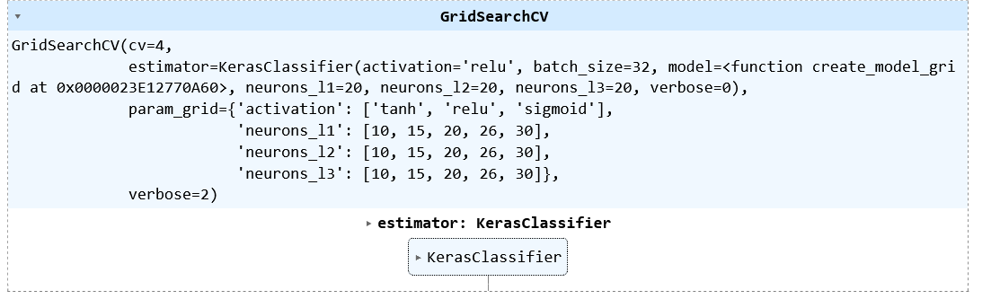 GridSearchCV
GridSearchCV(cv=4,
             estimator=KerasClassifier(activation='relu', batch_size=32, model=<function create_model_gri
d at 0x0000023E12770A60>, neurons_l1=20, neurons_l2=20, neurons_l3=20, verbose=0),
             param_grid={'activation': ['tanh', 'relu', 'sigmoid'],
                         'neurons_l1': [10, 15, 20, 26, 30],
                         'neurons_l2': [10, 15, 20, 26, 30],
                         'neurons_l3': [10, 15, 20, 26, 30]},
             verbose=2)
estimator: KerasClassifier
KerasClassifier